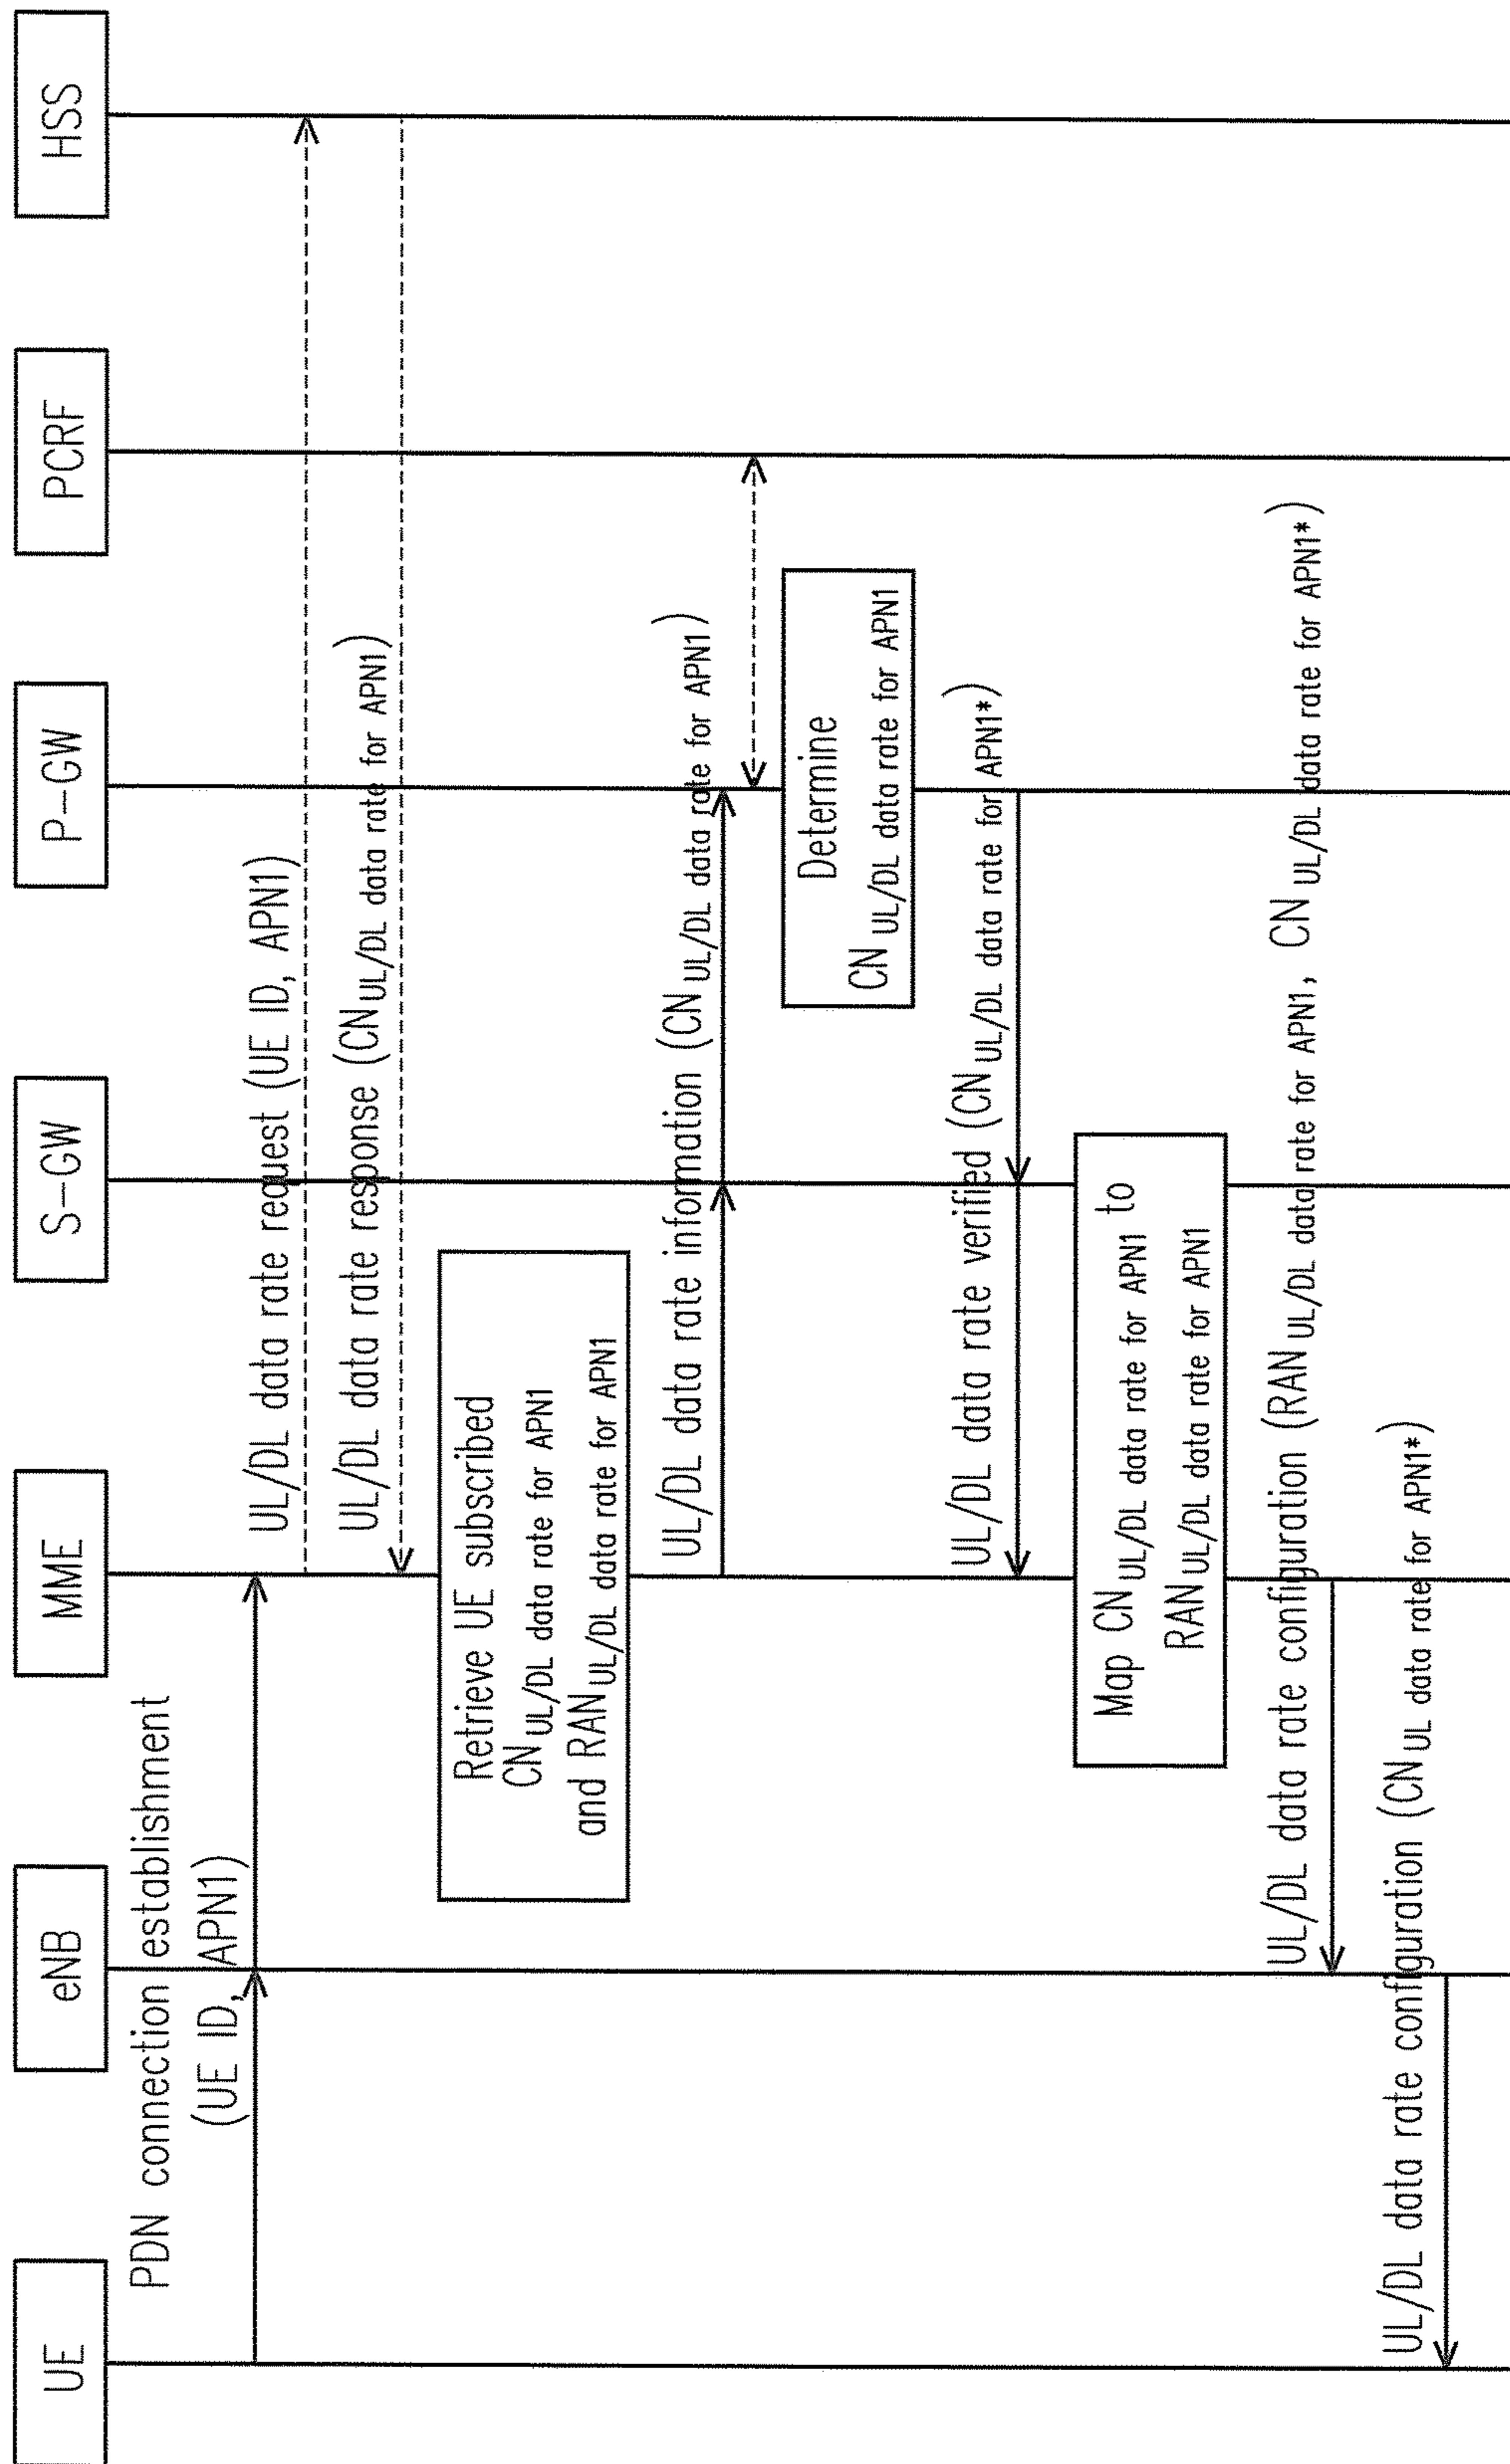 UE
eNB
MME
S-GW
P-GW
PCRF
HSS
PDN connection establishment
(UE ID, APN1)
UL/DL data rate request (UE ID, APN1)
UL/DL data rate response (CN UL/DL data rate for APN1)
Retrieve UE subscribed
CN UL/DL data rate for APN1
and RAN UL/DL data rate for APN1
UL/DL data rate information (CN UL/DL data rate for APN1)
Determine
CN UL/DL data rate for APN1
UL/DL data rate verified (CN UL/DL data rate for APN1*)
Map CN UL/DL data rate for APN1 to
RAN UL/DL data rate for APN1
UL/DL data rate configuration (RAN UL/DL data rate for APN1, CN UL/DL data rate for APN1*)
UL/DL data rate configuration (CN UL data rate for APN1*)